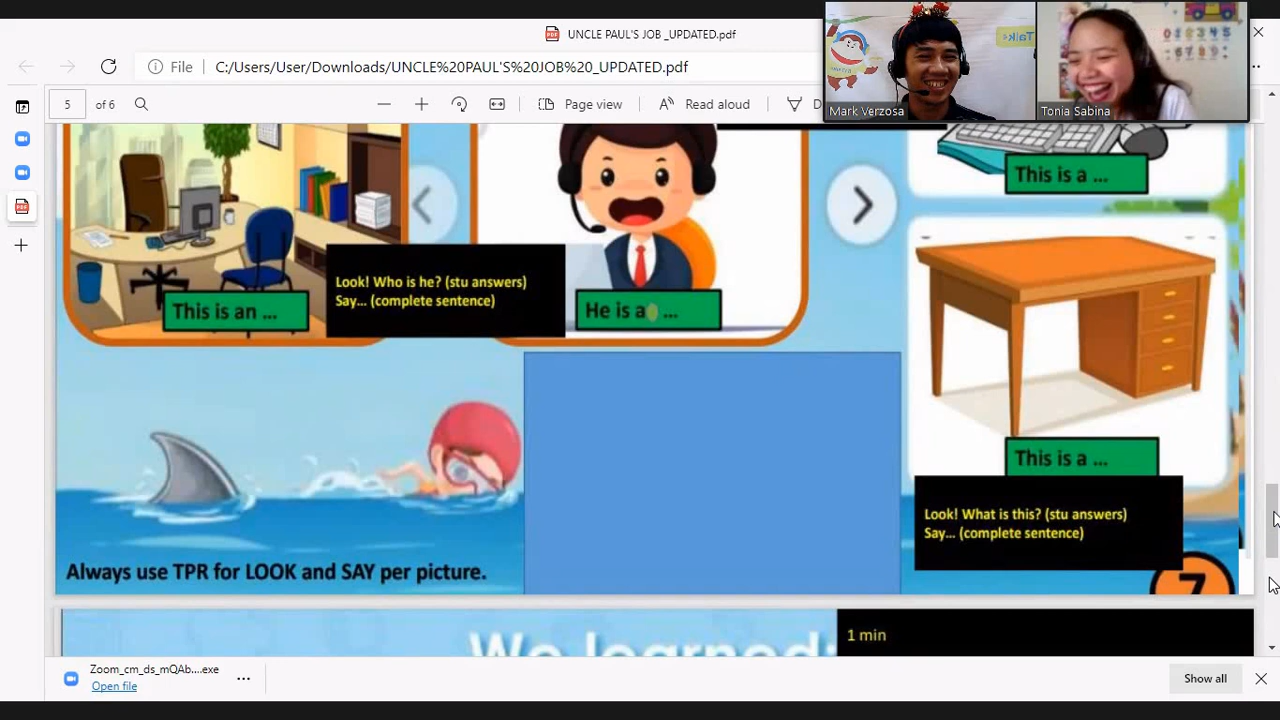 UNCLE PAUL'S JOB _UPDATED.pdf
File
C:/Users/User/Downloads/UNCLE%20PAUL'S%20JOB%20_UPDATED.pdf
5
of 6
Page view
Read aloud
D
Mark Verzosa
Tonia Sabina
This is a ...
Look! Who is he? (stu answers)
Say... (complete sentence)
This is an ...
He is a ...
This is a ...
Look! What is this? (stu answers)
Say... (complete sentence)
Always use TPR for LOOK and SAY per picture.
7
We learned:
1 min
Zoom_cm_ds_mQAb....exe
Open file
Show all